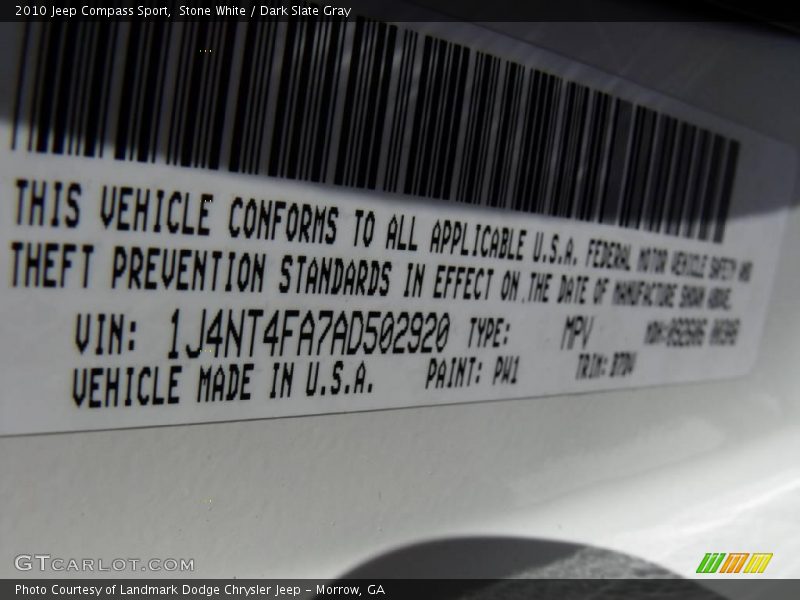 2010 Jeep Compass Sport, Stone White / Dark Slate Gray
THIS VEHICLE CONFORMS TO ALL APPLICABLE U.S.A. FEDERAL MOTOR VEHICLE SAFETY AND
THEFT PREVENTION STANDARDS IN EFFECT ON THE DATE OF MANUFACTURE SHOWN ABOVE.
VIN: 1J4NT4FA7AD502920 TYPE: MPV MDH:
VEHICLE MADE IN U.S.A. PAINT: PW1 TRIM:
GTCARLOT.COM
Photo Courtesy of Landmark Dodge Chrysler Jeep – Morrow, GA